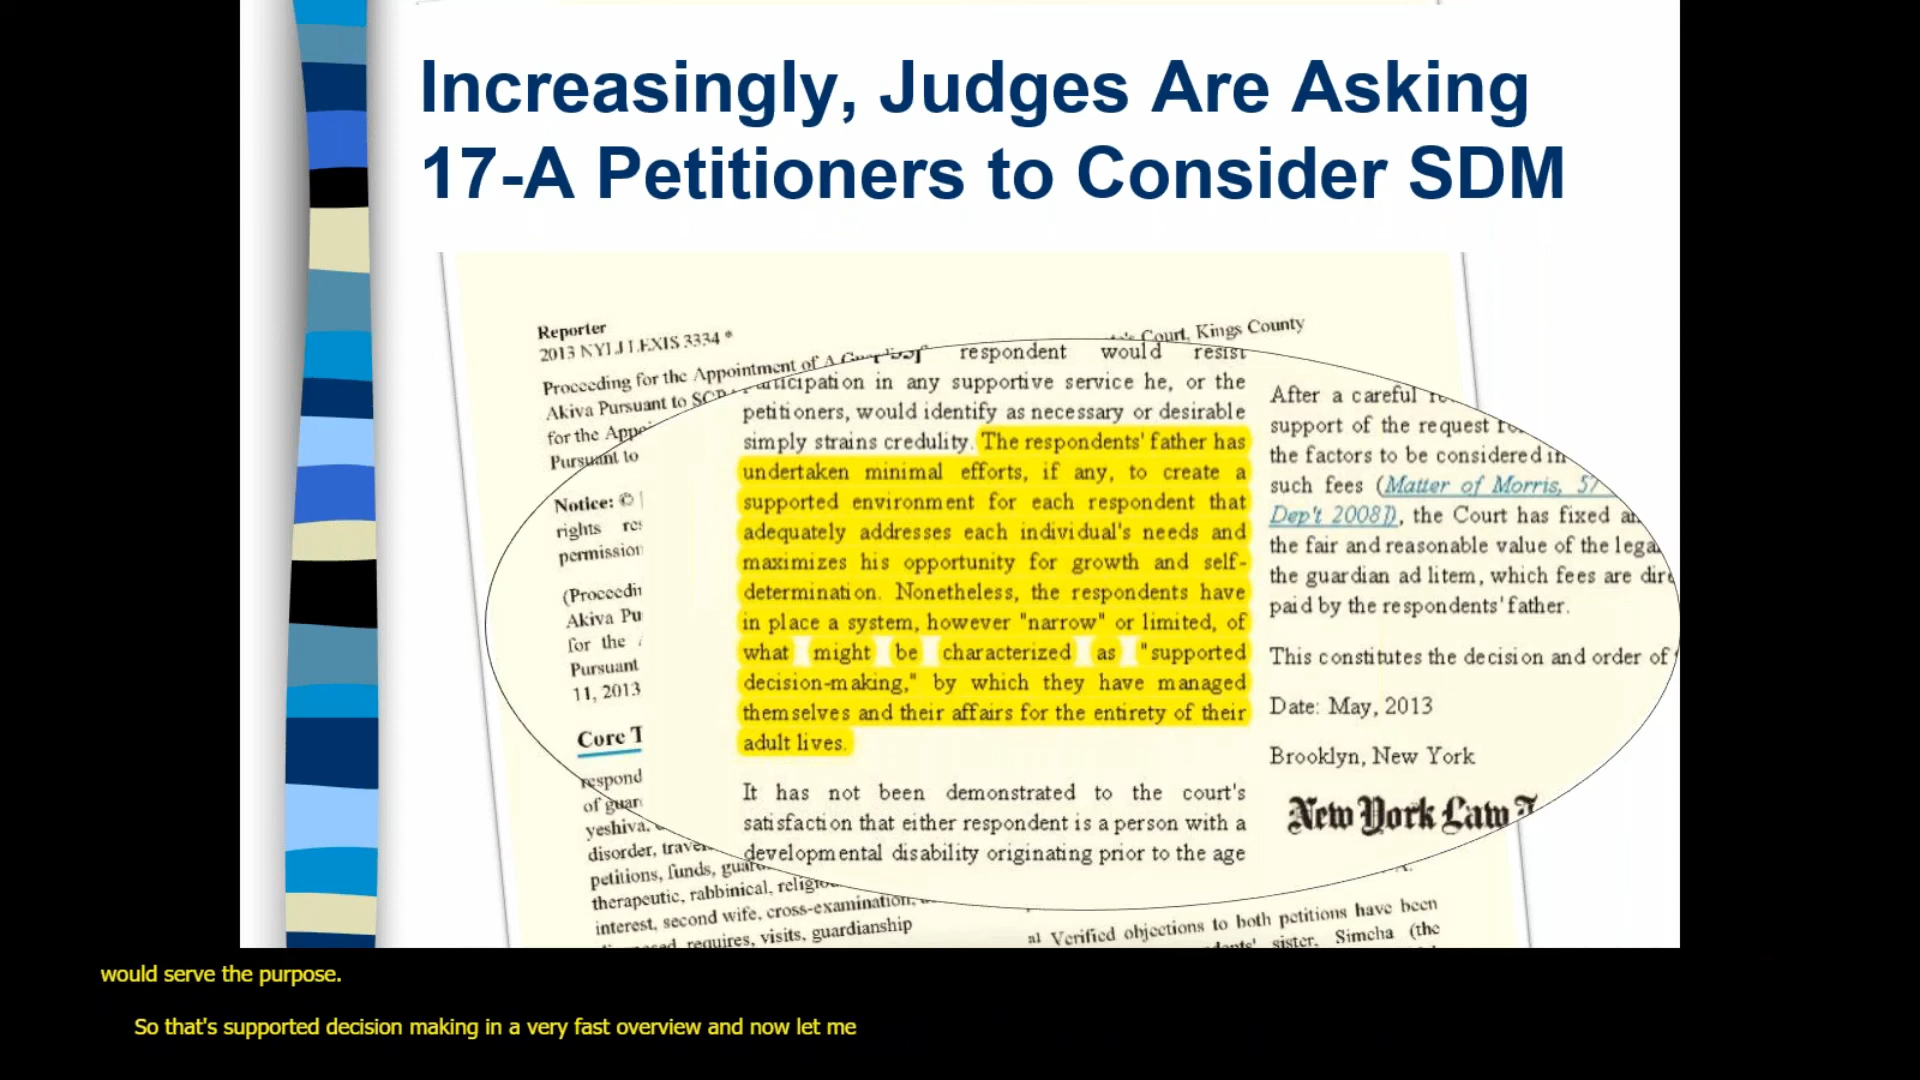 Increasingly, Judges Are Asking
17-A Petitioners to Consider SDM
Reporter
2013 NYLJ LEXIS 3334 *
Court, Kings County
Proceeding for the Appointment of A
Akiva Pursuant to
for the
Pursuant to
Notice: ©
rights
permission
Akiva
for the
Pursuant
11, 2013
Core
respond
of
yeshiva,
disorder,
petitions, funds,
therapeutic, rabbinical,
interest, second wife, cross-examination,
requires, visits, guardianship
respondent would resist
participation in any supportive service he, or the
petitioners, would identify as necessary or desirable
simply strains credulity. The respondents' father has
undertaken minimal efforts, if any, to create a
supported environment for each respondent that
adequately addresses each individual's needs and
maximizes his opportunity for growth and self-
determination. Nonetheless, the respondents have
in place a system, however "narrow" or limited, of
what might be characterized as "supported
decision-making," by which they have managed
themselves and their affairs for the entirety of their
adult lives.
It has not been demonstrated to the court's
satisfaction that either respondent is a person with a
developmental disability originating prior to the age
After a careful
support of the request
the factors to be considered in
such fees (Matter of Morris, 57
Dep't 2008]), the Court has fixed
the fair and reasonable value of the
the guardian ad litem, which fees are
paid by the respondents' father.
This constitutes the decision and order of
Date: May, 2013
Brooklyn, New York
New York Law
Verified objections to both petitions have been
sister, Simcha (the
would serve the purpose.
So that's supported decision making in a very fast overview and now let me